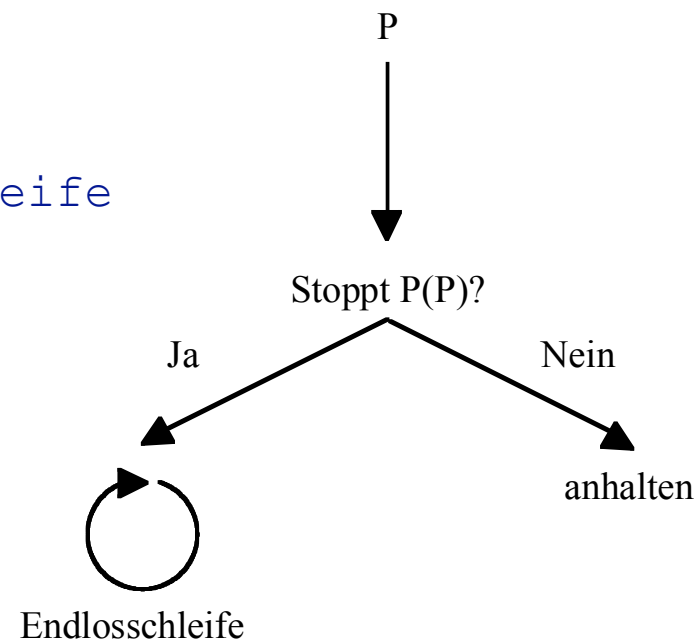 P
eife
Stoppt P(P)?
Ja
Nein
anhalten
Endlosschleife